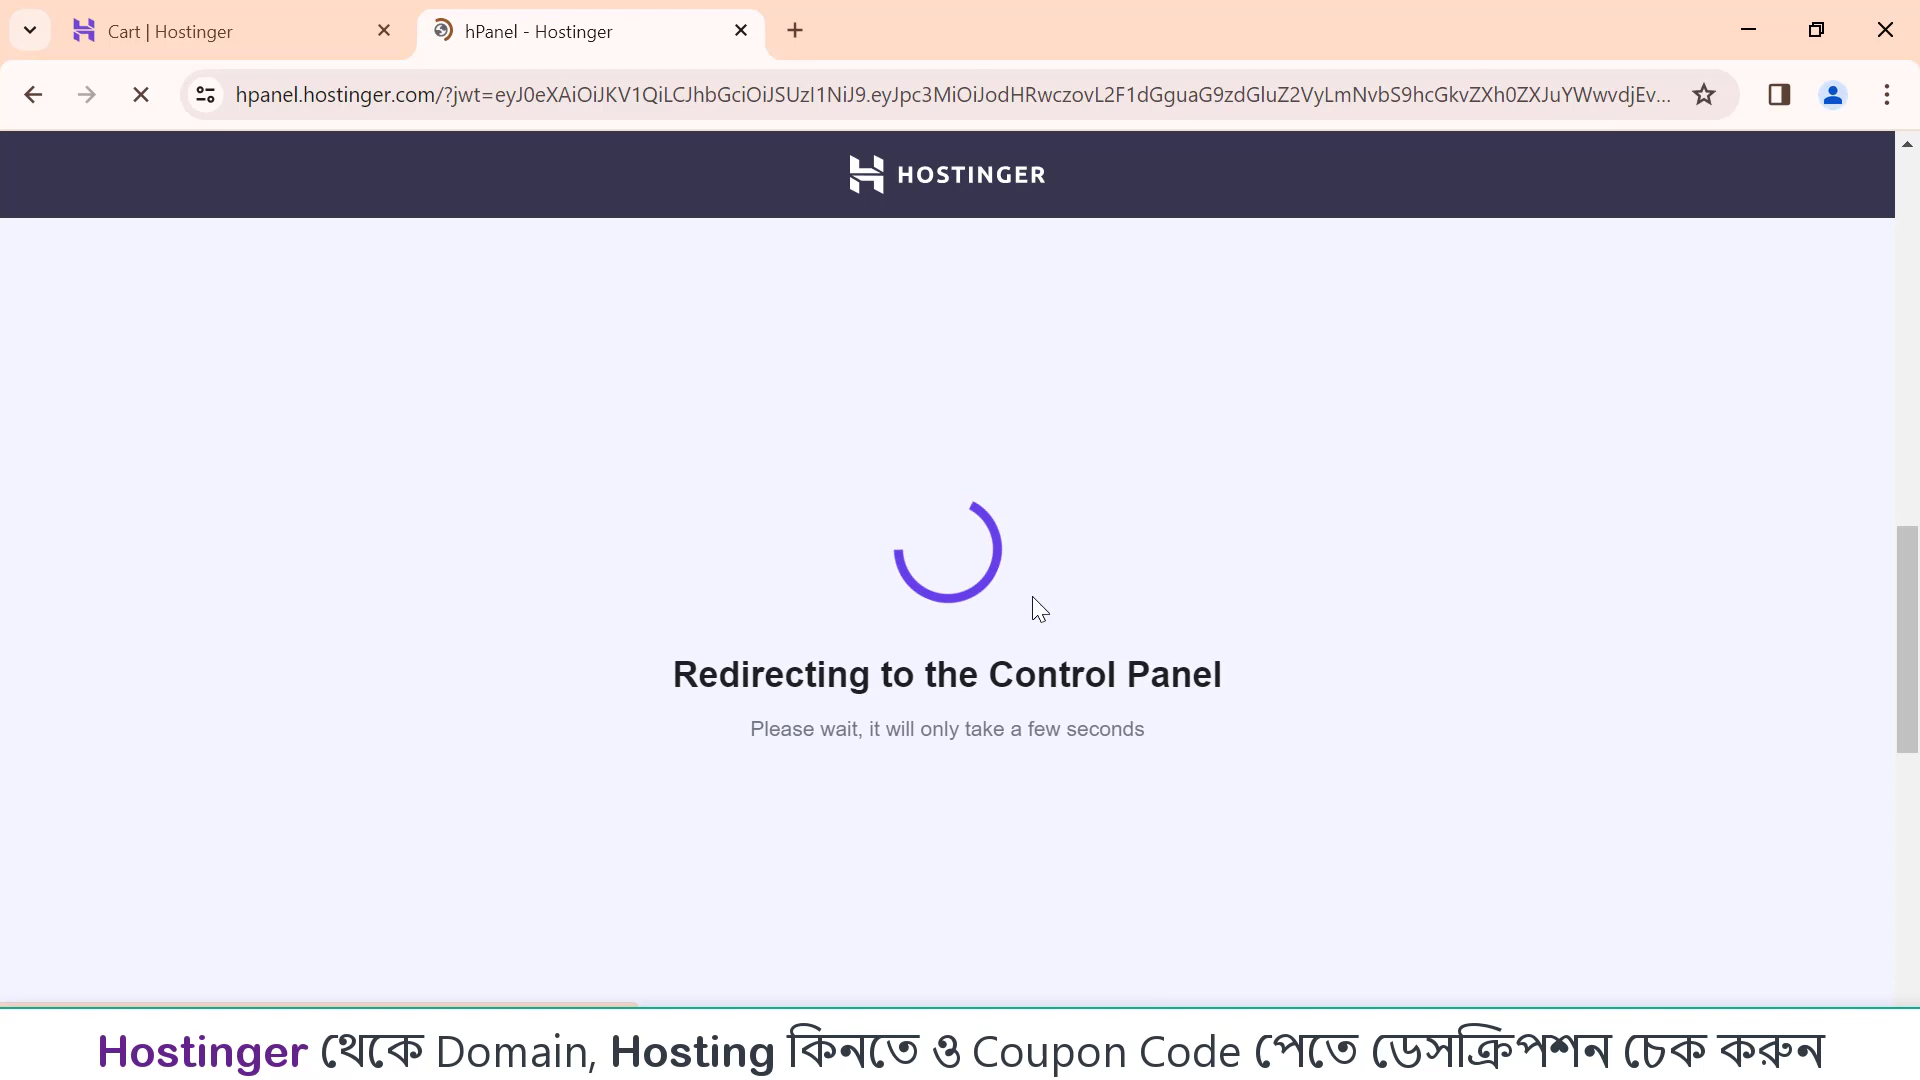 Cart | Hostinger
hPanel - Hostinger
hpanel.hostinger.com/?jwt=eyJ0eXAiOiJKV1QiLCJhbGciOiJSUzI1NiJ9.eyJpc3MiOiJodHRwczovL2F1dGguaG9zdGluZ2VyLmNvbS9hcGkvZXh0ZXJuYWwvdjEv...
HOSTINGER
Redirecting to the Control Panel
Please wait, it will only take a few seconds
Hostinger থেকে Domain, Hosting কিনতে ও Coupon Code পেতে ডেসক্রিপশন চেক করুন